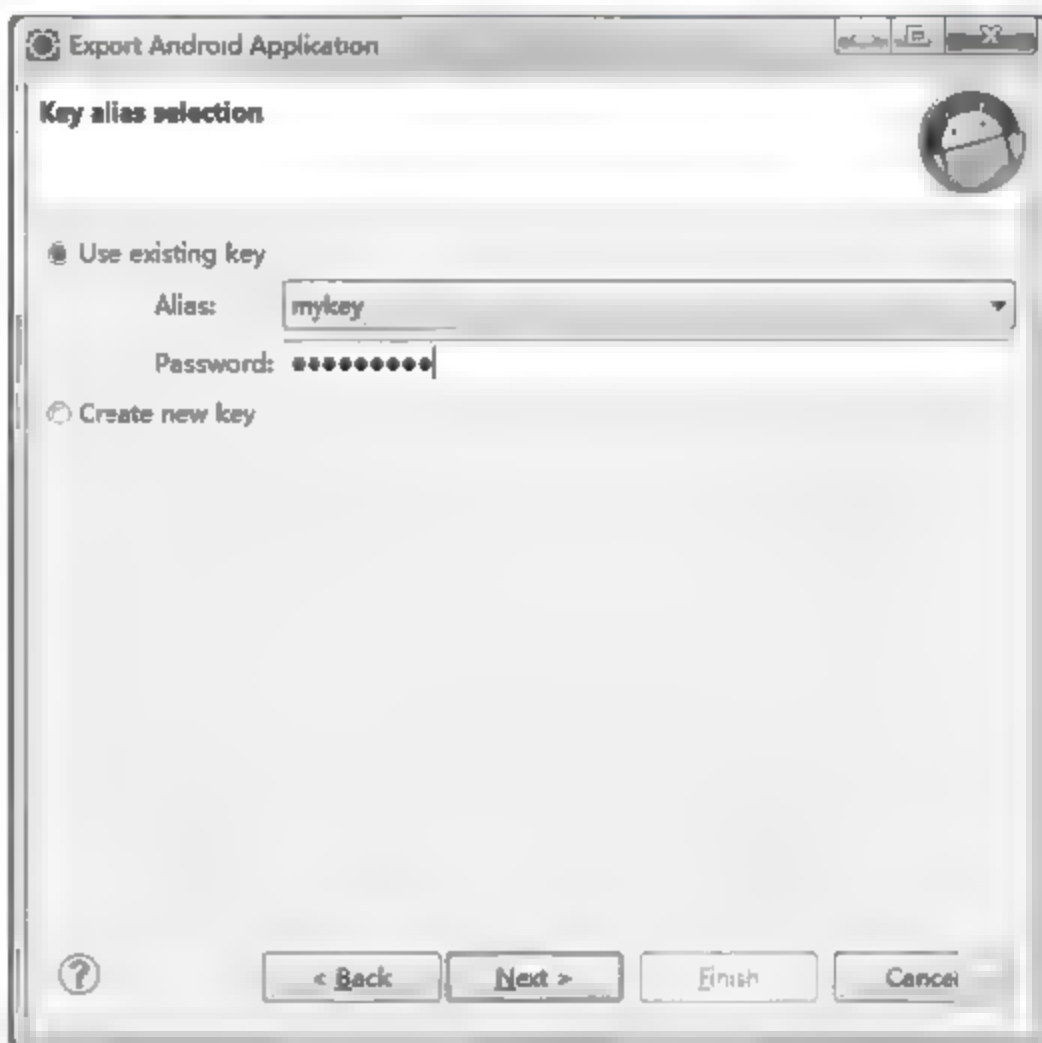 Export Android Application
Key alias selection
Use existing key
Alias: mykey
Password: •••••••••
Create new key
? < Back Next > Finish Cancel